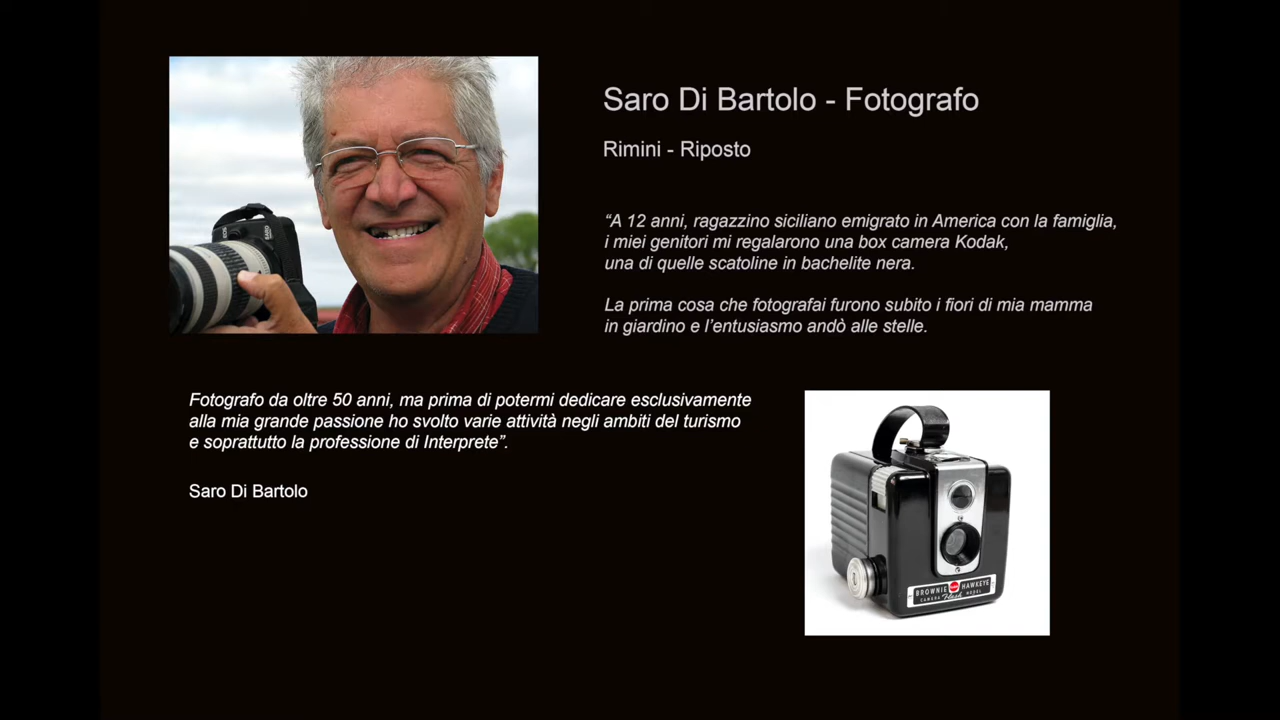 Saro Di Bartolo - Fotografo
Rimini - Riposto
“A 12 anni, ragazzino siciliano emigrato in America con la famiglia,
i miei genitori mi regalarono una box camera Kodak,
una di quelle scatoline in bachelite nera.
La prima cosa che fotografai furono subito i fiori di mia mamma
in giardino e l’entusiasmo andò alle stelle.
Fotografo da oltre 50 anni, ma prima di potermi dedicare esclusivamente
alla mia grande passione ho svolto varie attività negli ambiti del turismo
e soprattutto la professione di Interprete”.
Saro Di Bartolo
BROWNIE HAWKEYE
CAMERA Flash MODEL